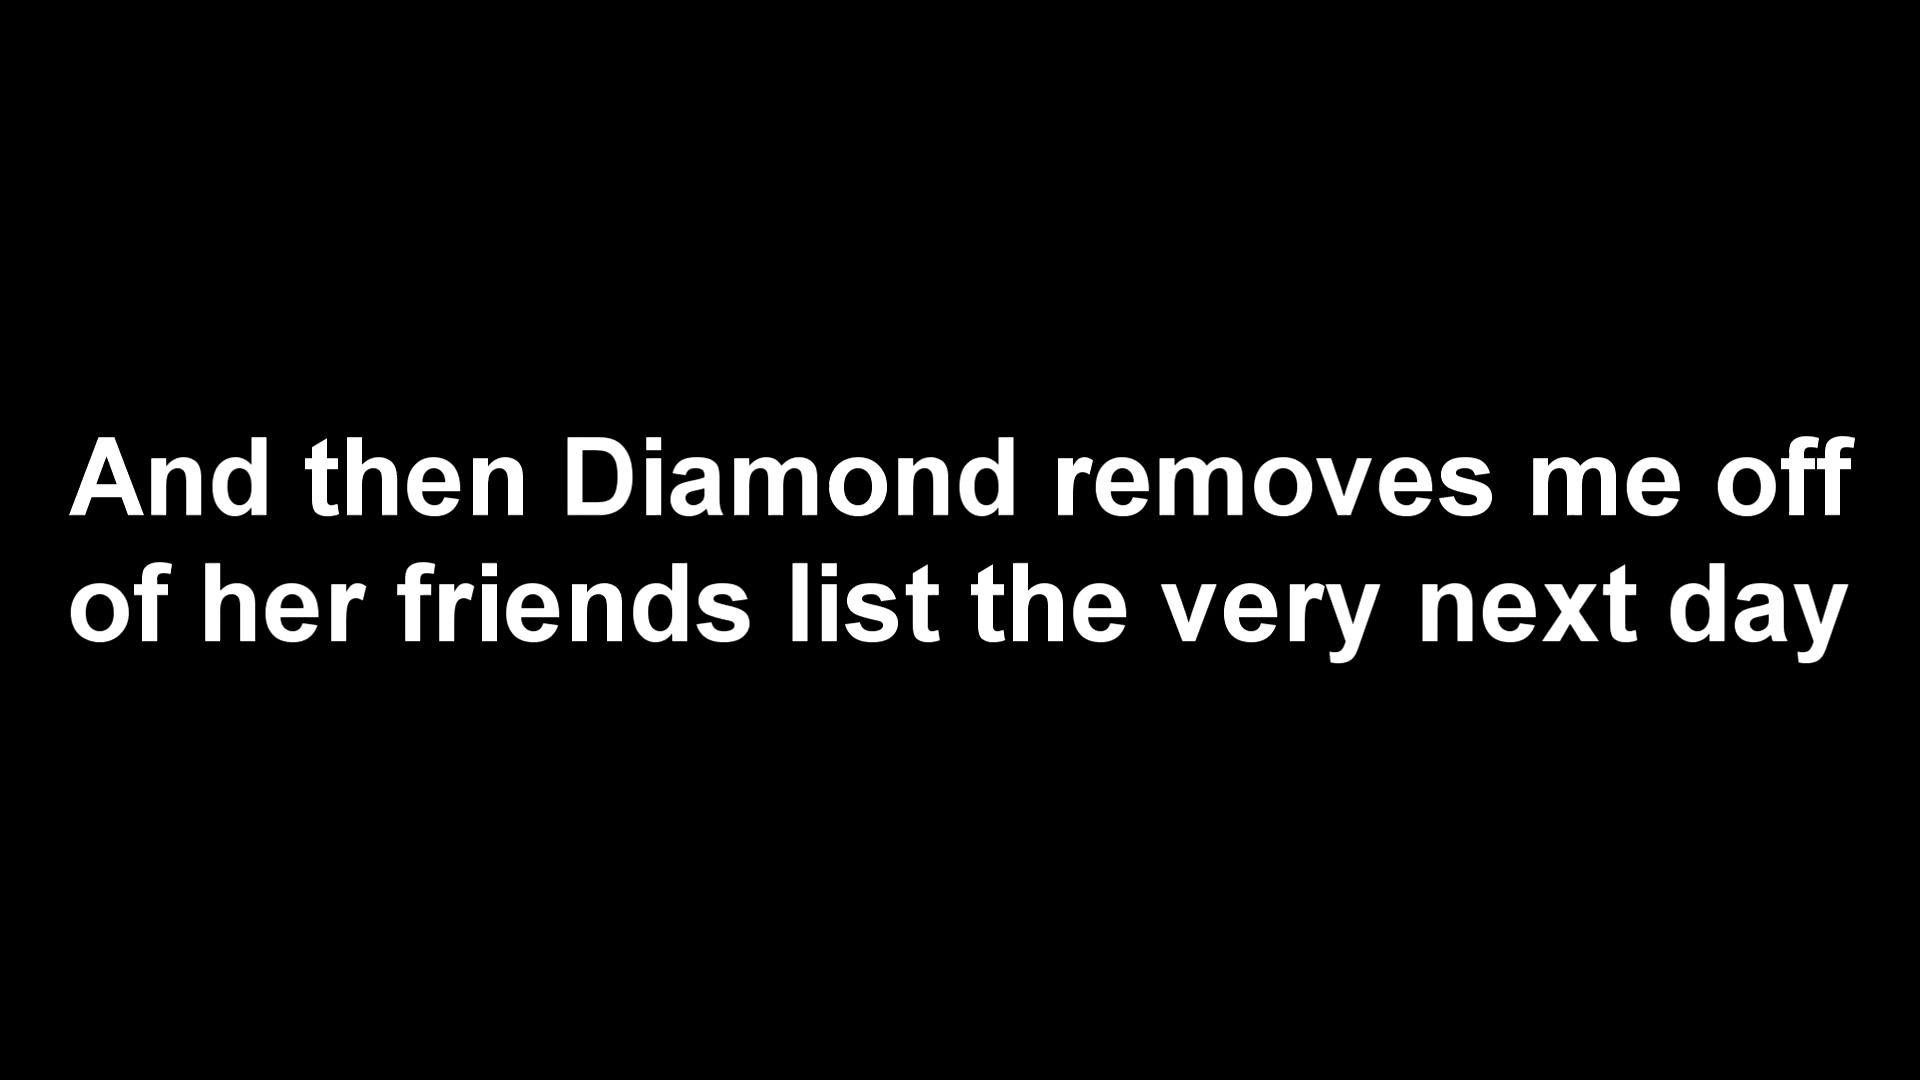 And then Diamond removes me off
of her friends list the very next day